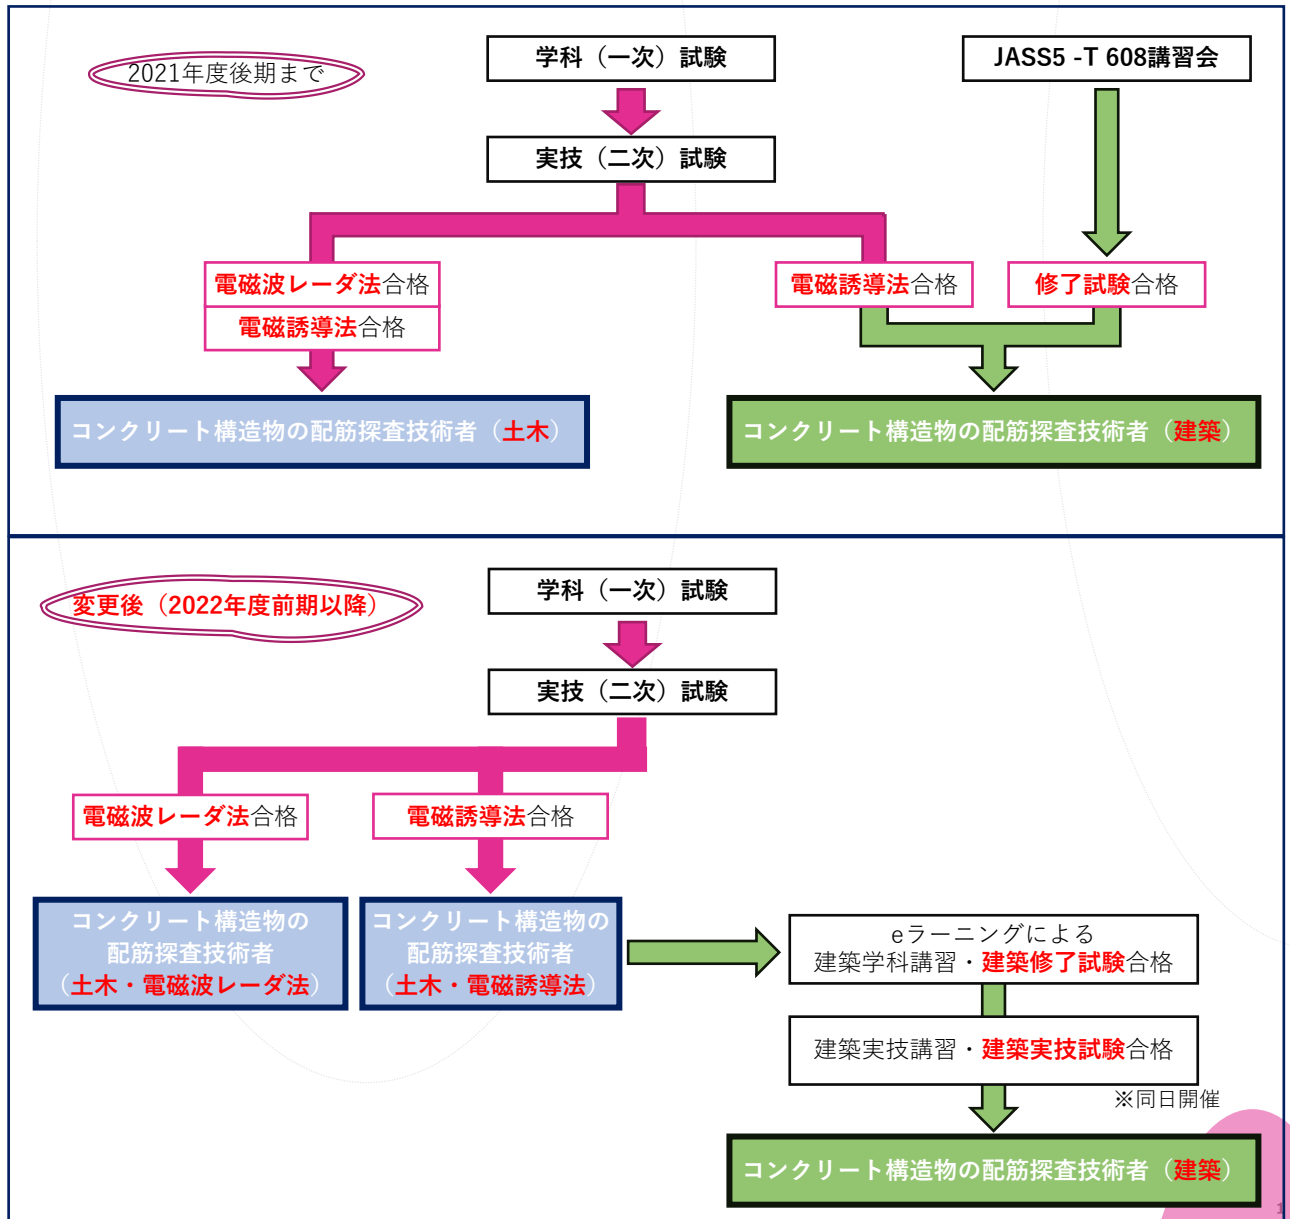 2021年度後期まで
学科（一次）試験
JASS5 -T 608講習会
実技（二次）試験
電磁波レーダ法合格
電磁誘導法合格
電磁誘導法合格
修了試験合格
コンクリート構造物の配筋探査技術者（土木）
コンクリート構造物の配筋探査技術者（建築）
変更後（2022年度前期以降）
学科（一次）試験
実技（二次）試験
電磁波レーダ法合格
電磁誘導法合格
コンクリート構造物の
配筋探査技術者
（土木・電磁波レーダ法）
コンクリート構造物の
配筋探査技術者
（土木・電磁誘導法）
eラーニングによる
建築学科講習・建築修了試験合格
建築実技講習・建築実技試験合格
※同日開催
コンクリート構造物の配筋探査技術者（建築）
1